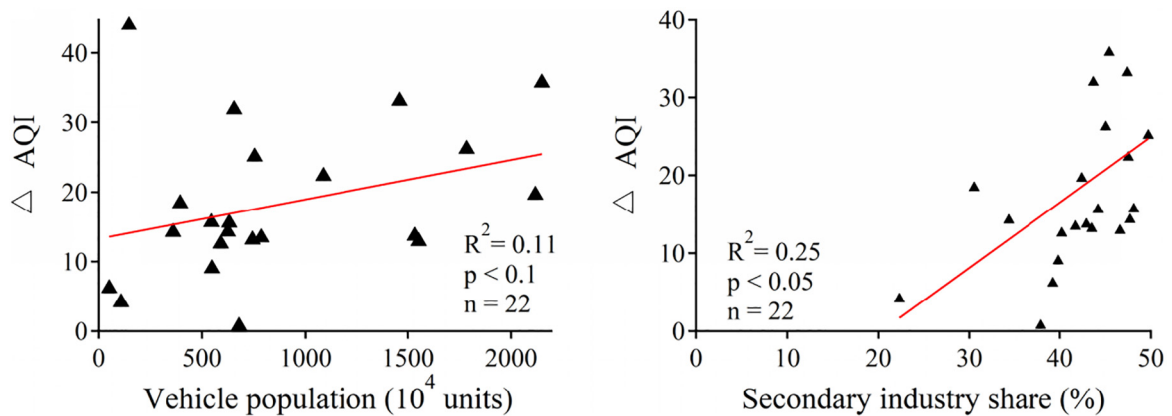 △ AQI
40
30
20
10
0
R²= 0.11
p < 0.1
n = 22
0 500 1000 1500 2000
Vehicle population (10⁴ units)
△ AQI
40
30
20
10
0
R²= 0.25
p < 0.05
n = 22
0 10 20 30 40 50
Secondary industry share (%)